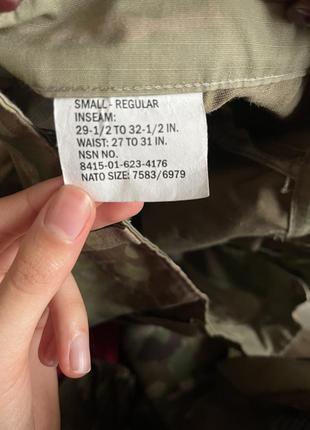 SMALL - REGULAR
INSEAM:
29-1/2 TO 32-1/2 IN.
WAIST: 27 TO 31 IN.
NSN NO.
8415-01-623-4176
NATO SIZE: 7583/6979